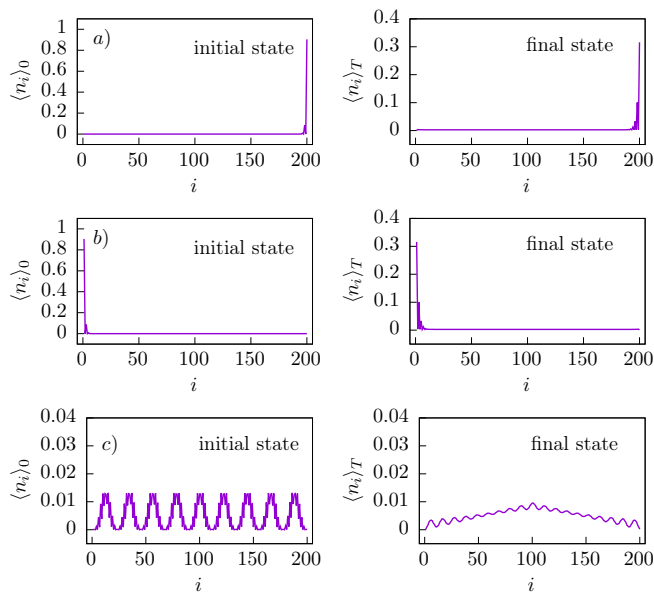 a)
initial state
⟨n_i⟩_0
1
0.8
0.6
0.4
0.2
0
0 50 100 150 200
i
final state
⟨n_i⟩_T
0.4
0.3
0.2
0.1
0
0 50 100 150 200
i
b)
initial state
⟨n_i⟩_0
1
0.8
0.6
0.4
0.2
0
0 50 100 150 200
i
final state
⟨n_i⟩_T
0.4
0.3
0.2
0.1
0
0 50 100 150 200
i
c)
initial state
⟨n_i⟩_0
0.04
0.03
0.02
0.01
0
0 50 100 150 200
i
final state
⟨n_i⟩_T
0.04
0.03
0.02
0.01
0
0 50 100 150 200
i